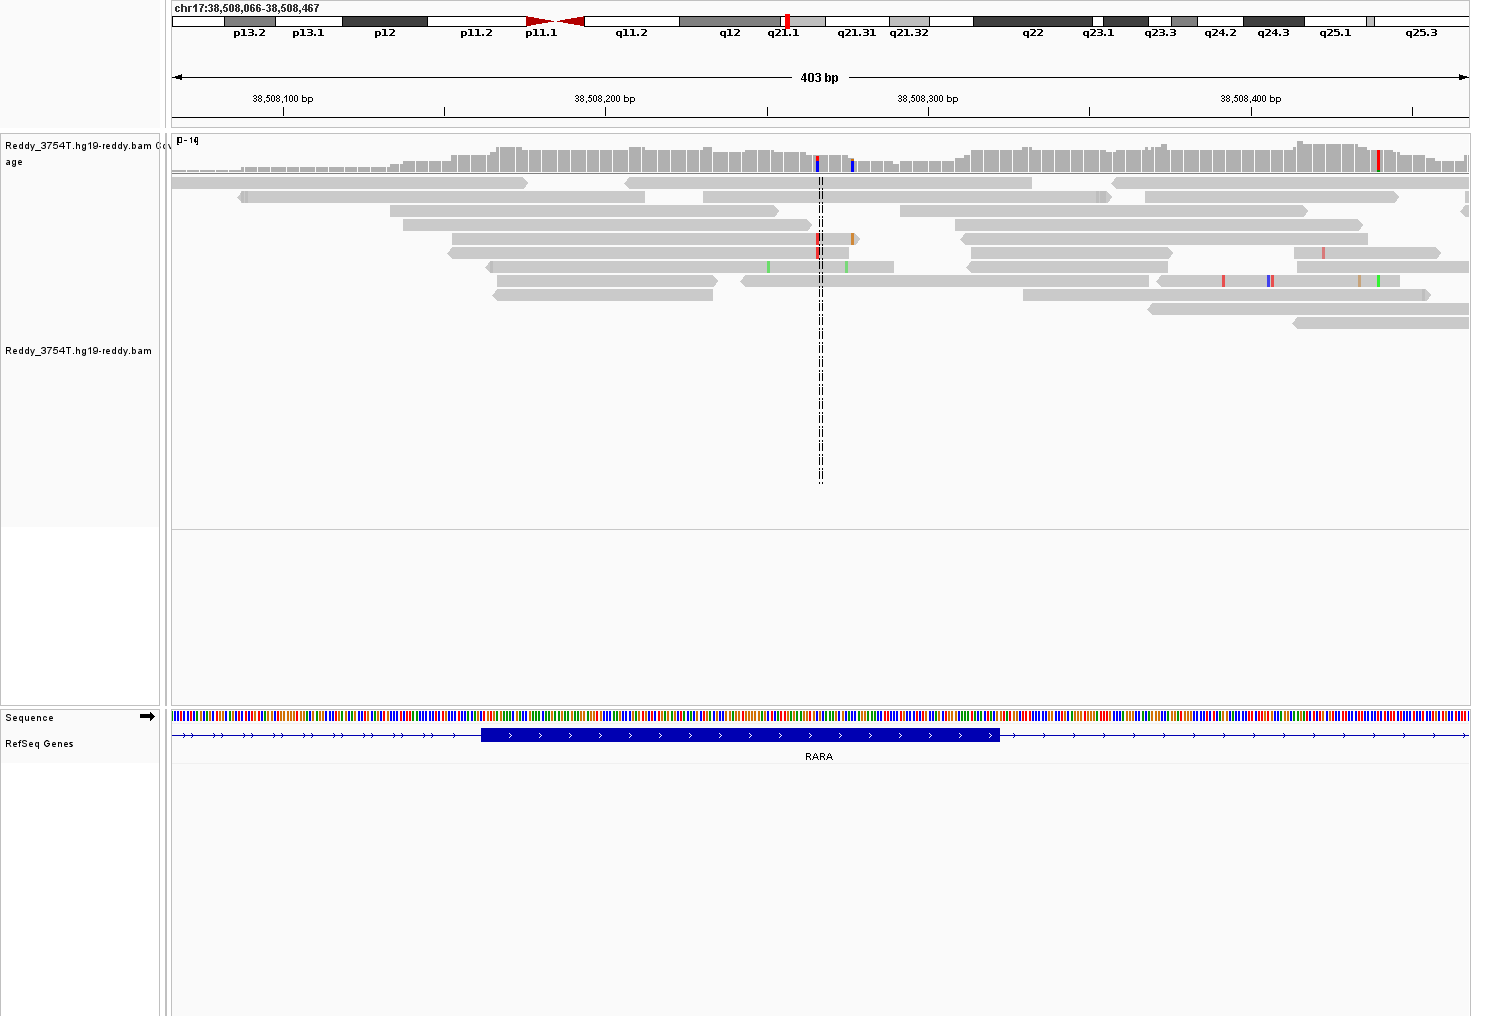 chr17:38,508,066-38,508,467
p13.2 p13.1 p12 p11.2 p11.1 q11.2 q12 q21.1 q21.31 q21.32 q22 q23.1 q23.3 q24.2 q24.3 q25.1 q25.3
403 bp
38,508,100 bp 38,508,200 bp 38,508,300 bp 38,508,400 bp
Reddy_3754T.hg19-reddy.bam Cov
age
Reddy_3754T.hg19-reddy.bam
Sequence
RefSeq Genes
RARA